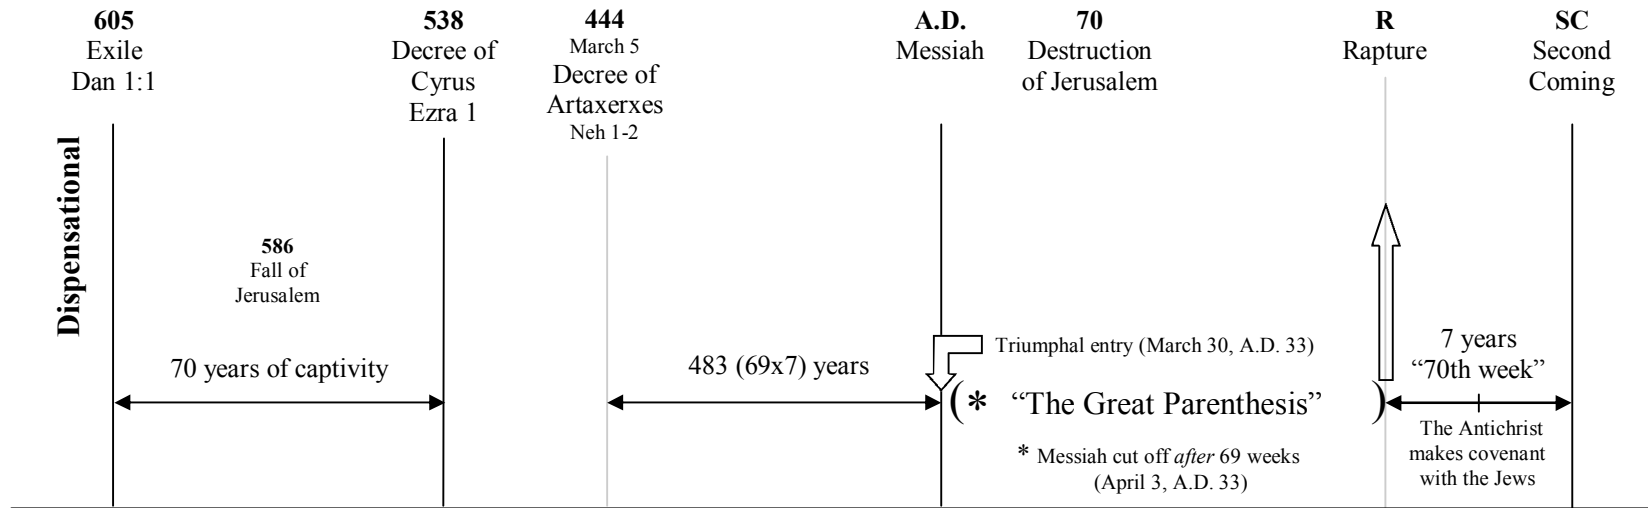 605
Exile
Dan 1:1
538
Decree of
Cyrus
Ezra 1
444
March 5
Decree of
Artaxerxes
Neh 1-2
A.D.
Messiah
70
Destruction
of Jerusalem
R
Rapture
SC
Second
Coming
Dispensational
586
Fall of
Jerusalem
70 years of captivity
483 (69x7) years
Triumphal entry (March 30, A.D. 33)
(* “The Great Parenthesis” )
* Messiah cut off after 69 weeks
(April 3, A.D. 33)
7 years
“70th week”
The Antichrist
makes covenant
with the Jews